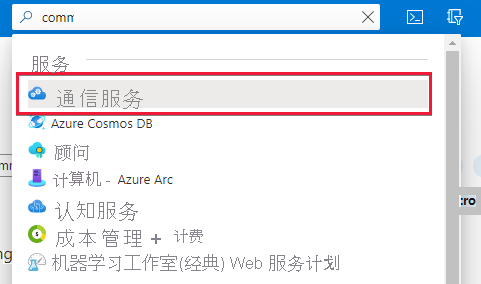 comm
服务
通信服务
Azure Cosmos DB
顾问
计算机 - Azure Arc
tro
认知服务
成本管理 + 计费
机器学习工作室(经典) Web 服务计划